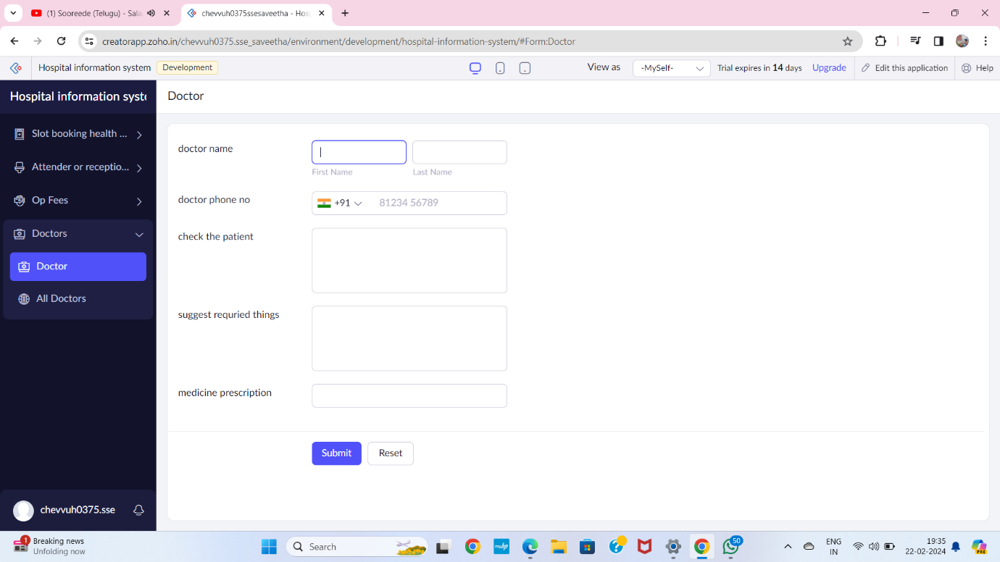 (1) Sooreede (Telugu) - Sala
chevvuh0375ssesaveetha - Hos
creatorapp.zoho.in/chevvuh0375.sse_saveetha/environment/development/hospital-information-system/#Form:Doctor
Hospital information system Development View as -MySelf- Trial expires in 14 days Upgrade Edit this application Help
Hospital information syst
Doctor
Slot booking health ...
Attender or receptio...
Op Fees
Doctors
Doctor
All Doctors
doctor name
First Name Last Name
doctor phone no +91 81234 56789
check the patient
suggest requried things
medicine prescription
Submit Reset
chevvuh0375.sse
1 Breaking news
Unfolding now
Search
myhp
50
ENG
IN
19:35
22-02-2024
PRE